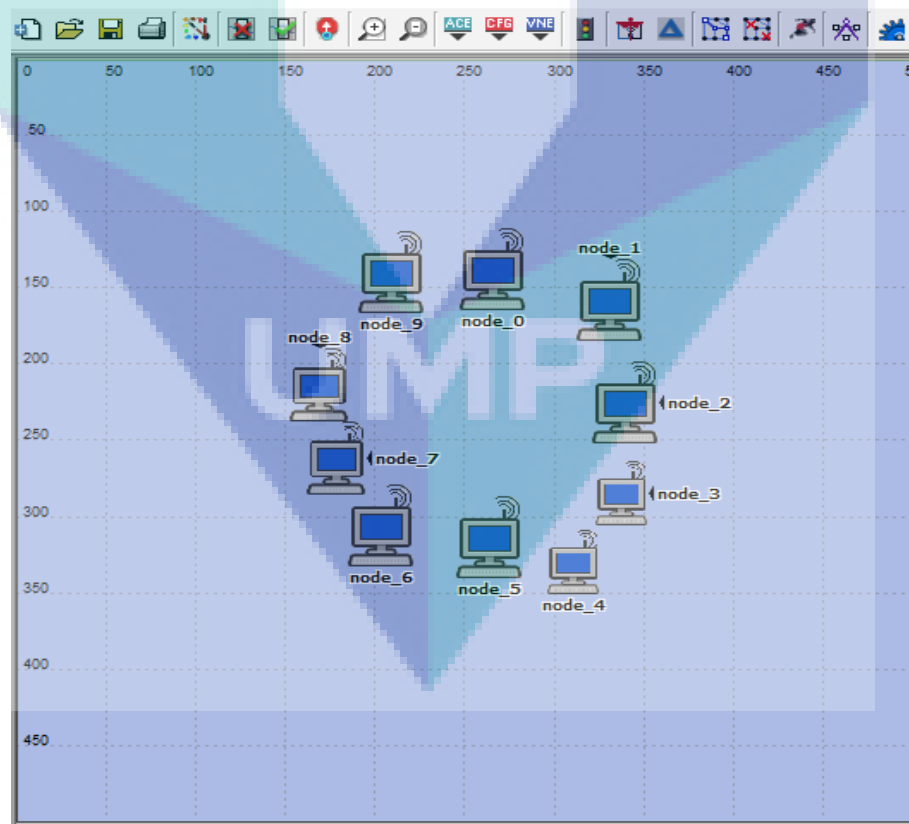 ACE CFG VNE
0 50 100 150 200 250 300 350 400 450
50
100
150
200
250
300
350
400
450
node_1
node_9
node_0
node_8
node_2
node_7
node_3
node_6
node_5
node_4
UMP